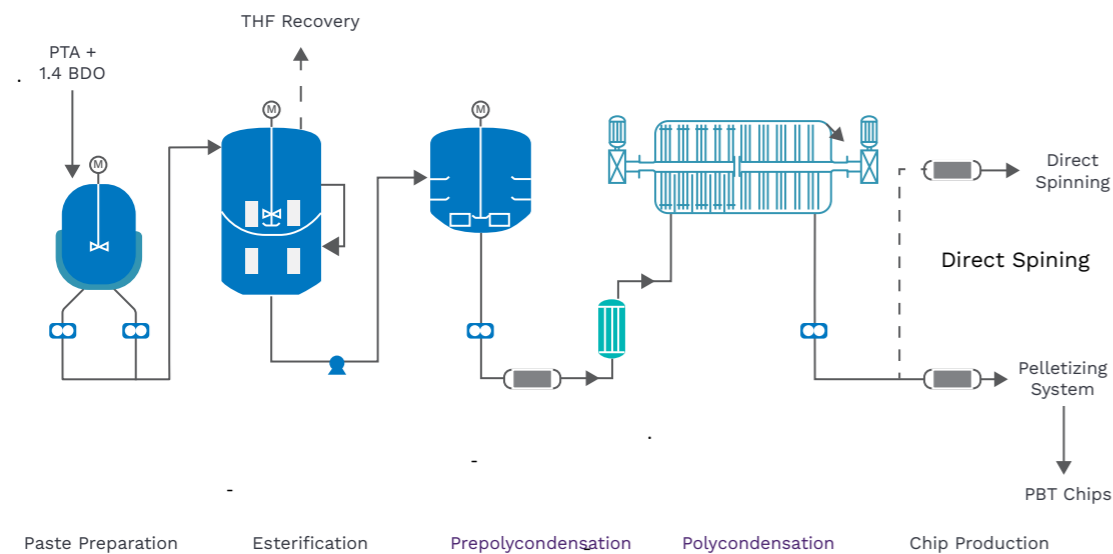 THF Recovery
PTA +
1.4 BDO
M
M
M
Direct
Spinning
Direct Spining
Pelletizing
System
PBT Chips
Paste Preparation
Esterification
Prepolycondensation
Polycondensation
Chip Production